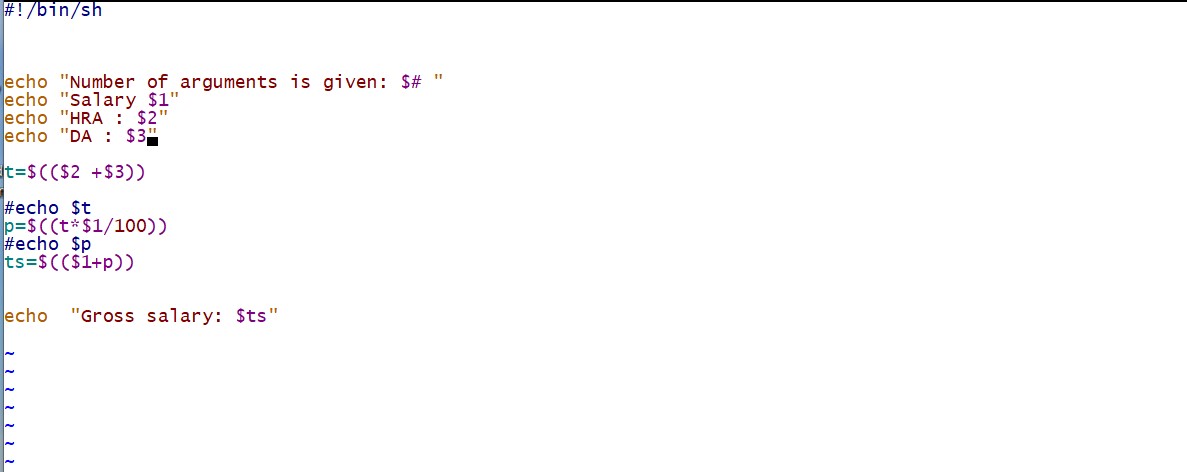 #!/bin/sh
echo "Number of arguments is given: $# "
echo "Salary $1"
echo "HRA : $2"
echo "DA : $3"
t=$(($2 +$3))
#echo $t
p=$((t*$1/100))
#echo $p
ts=$(($1+p))
echo  "Gross salary: $ts"
~
~
~
~
~
~
~